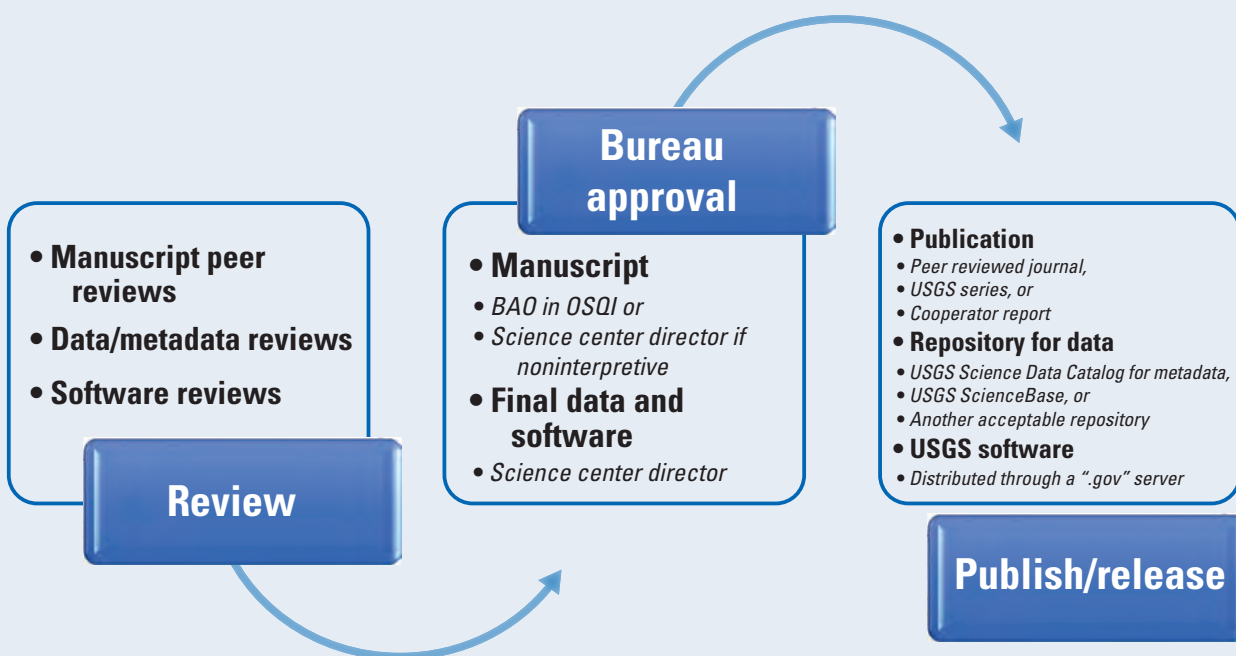 • Manuscript peer
reviews
• Data/metadata reviews
• Software reviews
Review
Bureau
approval
• Manuscript
• BAO in OSQI or
• Science center director if
noninterpretive
• Final data and
software
• Science center director
• Publication
• Peer reviewed journal,
• USGS series, or
• Cooperator report
• Repository for data
• USGS Science Data Catalog for metadata,
• USGS ScienceBase, or
• Another acceptable repository
• USGS software
• Distributed through a “.gov” server
Publish/release